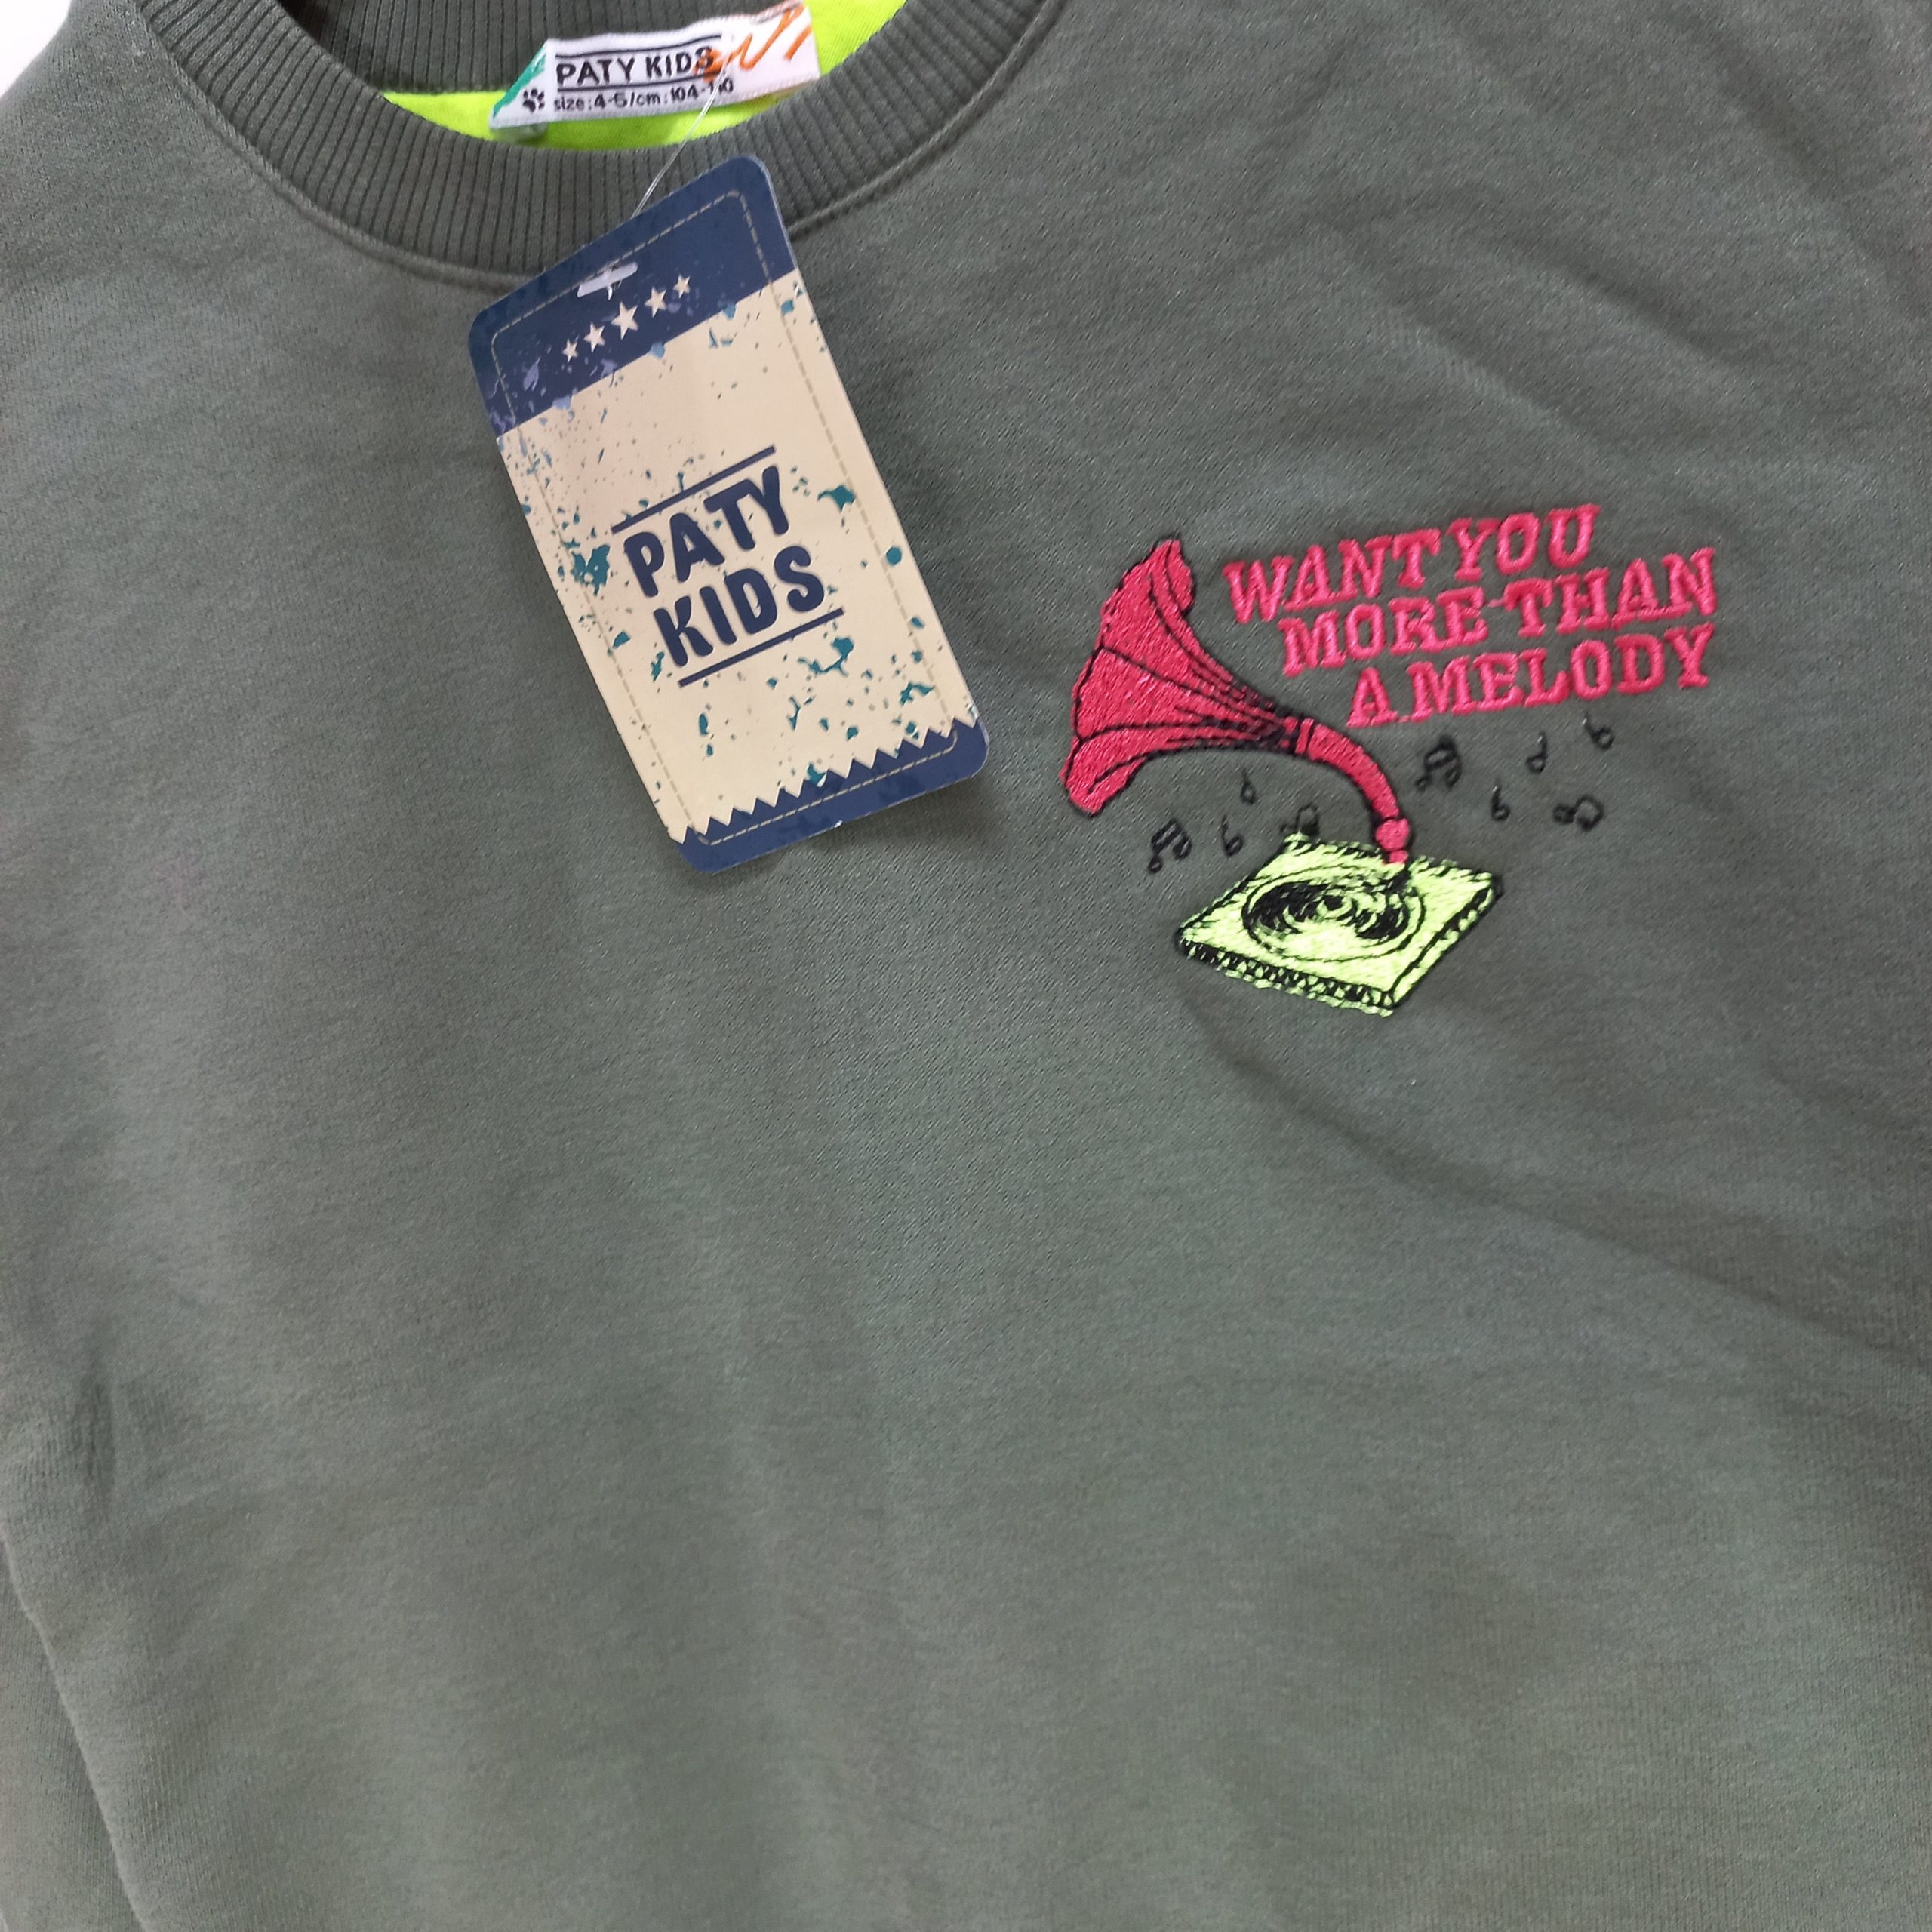 PATY KIDS
size:4-5/cm:104-110
PATY
KIDS
WANT YOU
MORE THAN
A MELODY